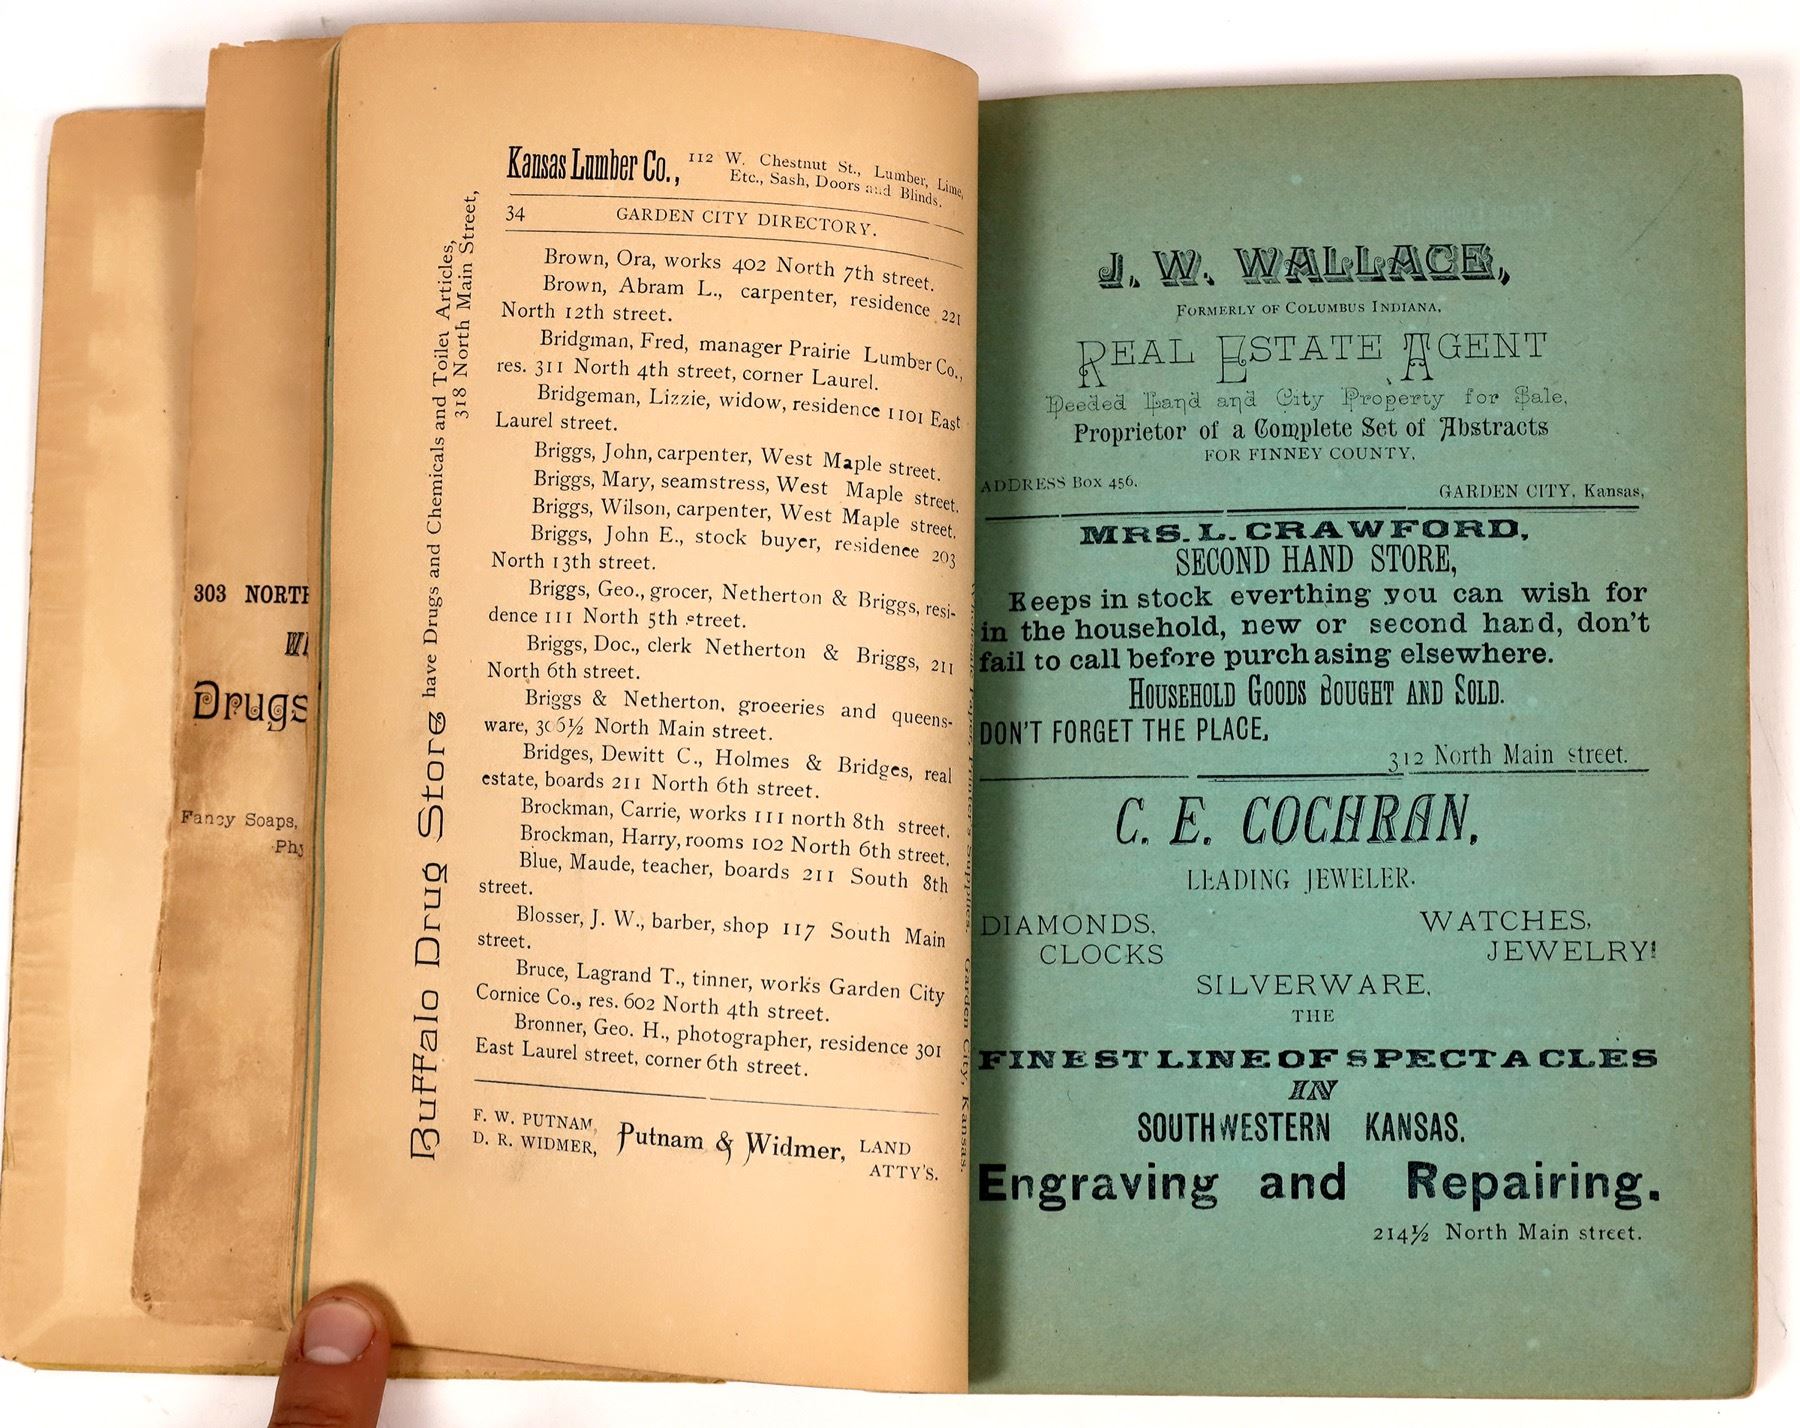 303 NORTH
Drugs
Fancy Soaps,
Buffalo Drug Store have Drugs and Chemicals and Toilet Articles,
318 North Main Street,
Kansas Lumber Co., 112 W. Chestnut St., Lumber, Lime,
Etc., Sash, Doors and Blinds.
34 GARDEN CITY DIRECTORY.
Brown, Ora, works 402 North 7th street.
Brown, Abram L., carpenter, residence 221
North 12th street.
Bridgman, Fred, manager Prairie Lumber Co.,
res. 311 North 4th street, corner Laurel.
Bridgeman, Lizzie, widow, residence 1101 East
Laurel street.
Briggs, John, carpenter, West Maple street.
Briggs, Mary, seamstress, West Maple street.
Briggs, Wilson, carpenter, West Maple street.
Briggs, John E., stock buyer, residence 203
North 13th street.
Briggs, Geo., grocer, Netherton & Briggs, resi-
dence 111 North 5th street.
Briggs, Doc., clerk Netherton & Briggs, 211
North 6th street.
Briggs & Netherton, groeeries and queens-
ware, 306½ North Main street.
Bridges, Dewitt C., Holmes & Bridges, real
estate, boards 211 North 6th street.
Brockman, Carrie, works 111 north 8th street.
Brockman, Harry, rooms 102 North 6th street.
Blue, Maude, teacher, boards 211 South 8th
street.
Blosser, J. W., barber, shop 117 South Main
street.
Bruce, Lagrand T., tinner, works Garden City
Cornice Co., res. 602 North 4th street.
Bronner, Geo. H., photographer, residence 301
East Laurel street, corner 6th street.
F. W. PUTNAM,
D. R. WIDMER, Putnam & Widmer, LAND
ATTY'S.
Paper, Printer's Supplies. Garden City, Kansas.
J. W. WALLACE,
FORMERLY OF COLUMBUS INDIANA,
REAL ESTATE AGENT
Deeded Land and City Property for Sale,
Proprietor of a Complete Set of Abstracts
FOR FINNEY COUNTY,
ADDRESS Box 456. GARDEN CITY, Kansas,
MRS. L. CRAWFORD,
SECOND HAND STORE,
Keeps in stock everthing you can wish for
in the household, new or second hand, don't
fail to call before purchasing elsewhere.
HOUSEHOLD GOODS BOUGHT AND SOLD.
DON'T FORGET THE PLACE,
312 North Main street.
C. E. COCHRAN,
LEADING JEWELER.
DIAMONDS, WATCHES,
CLOCKS JEWELRY!
SILVERWARE,
THE
FINEST LINE OF SPECTACLES
IN
SOUTHWESTERN KANSAS.
Engraving and Repairing.
214½ North Main street.